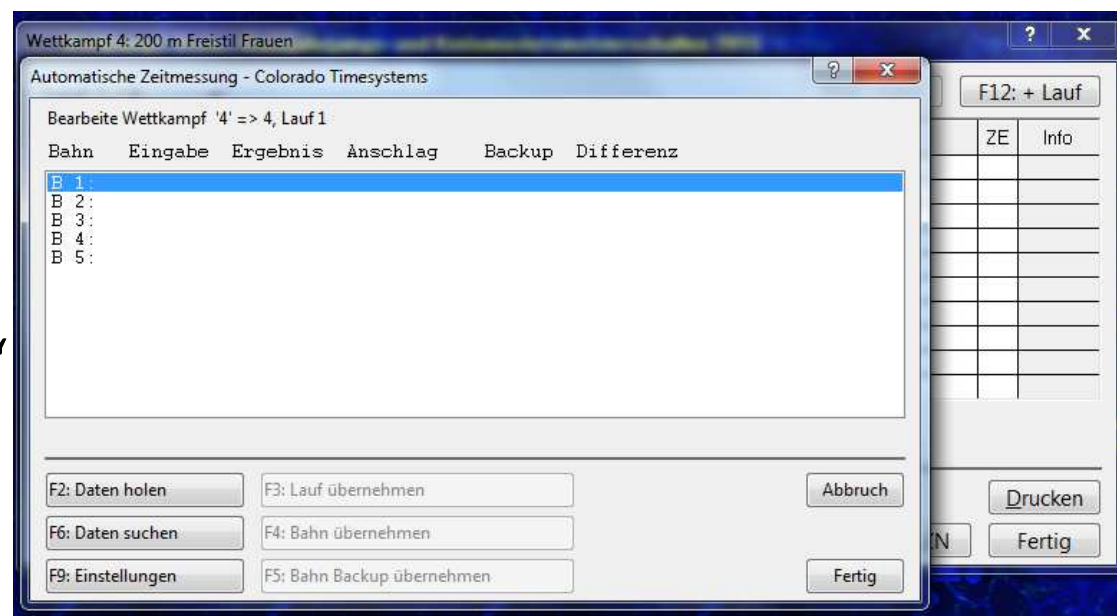 Wettkampf 4: 200 m Freistil Frauen
Automatische Zeitmessung - Colorado Timesystems
F12: + Lauf
Bearbeite Wettkampf '4' => 4, Lauf 1
Bahn Eingabe Ergebnis Anschlag Backup Differenz
ZE Info
B 1:
B 2:
B 3:
B 4:
B 5:
F2: Daten holen F3: Lauf übernehmen Abbruch
Drucken
F6: Daten suchen F4: Bahn übernehmen
N Fertig
F9: Einstellungen F5: Bahn Backup übernehmen Fertig